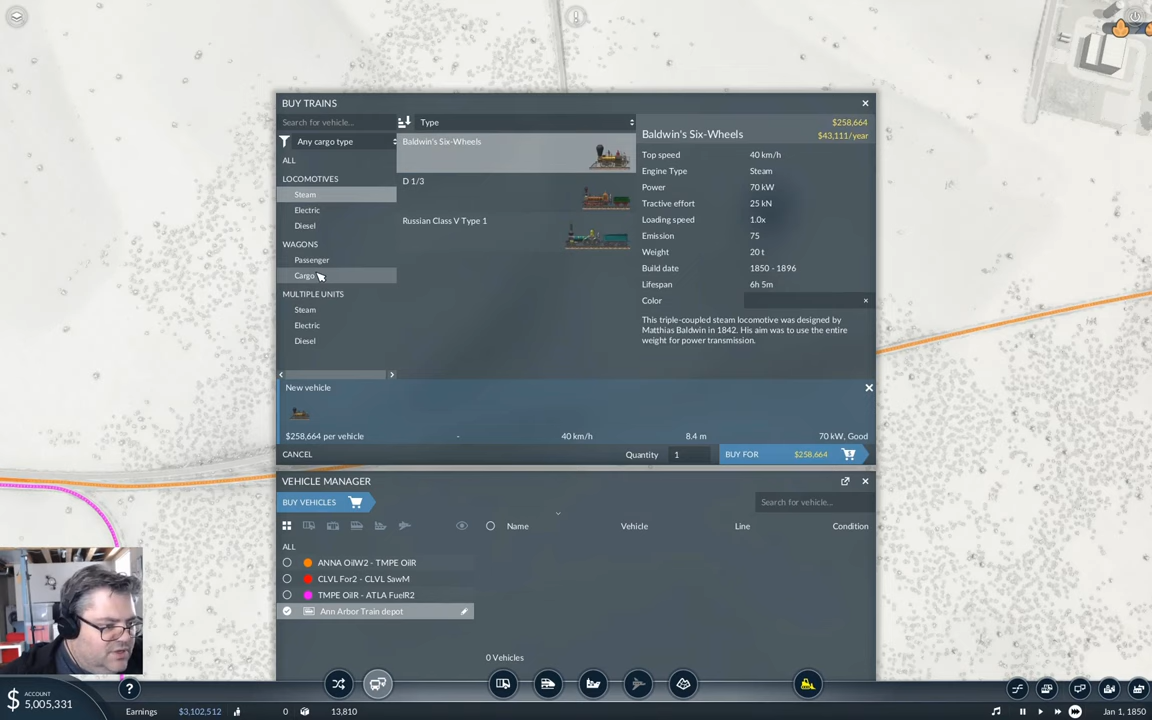 BUY TRAINS
Search for vehicle...
Type
Any cargo type
ALL
LOCOMOTIVES
Steam
Electric
Diesel
WAGONS
Passenger
Cargo
MULTIPLE UNITS
Steam
Electric
Diesel
Baldwin's Six-Wheels
D 1/3
Russian Class V Type 1
$258,664
$43,111/year
Baldwin's Six-Wheels
Top speed 40 km/h
Engine Type Steam
Power 70 kW
Tractive effort 25 kN
Loading speed 1.0x
Emission 75
Weight 20 t
Build date 1850 - 1896
Lifespan 6h 5m
Color
This triple-coupled steam locomotive was designed by
Matthias Baldwin in 1842. His aim was to use the entire
weight for power transmission.
New vehicle
$258,664 per vehicle - 40 km/h 8.4 m 70 kW, Good
CANCEL Quantity 1 BUY FOR $258,664
VEHICLE MANAGER
BUY VEHICLES
Search for vehicle...
Name Vehicle Line Condition
ALL
ANNA OilW2 - TMPE OilR
CLVL For2 - CLVL SawM
TMPE OilR - ATLA FuelR2
Ann Arbor Train depot
0 Vehicles
ACCOUNT
$ 5,005,331
?
Earnings $3,102,512 0 13,810
Jan 1, 1850